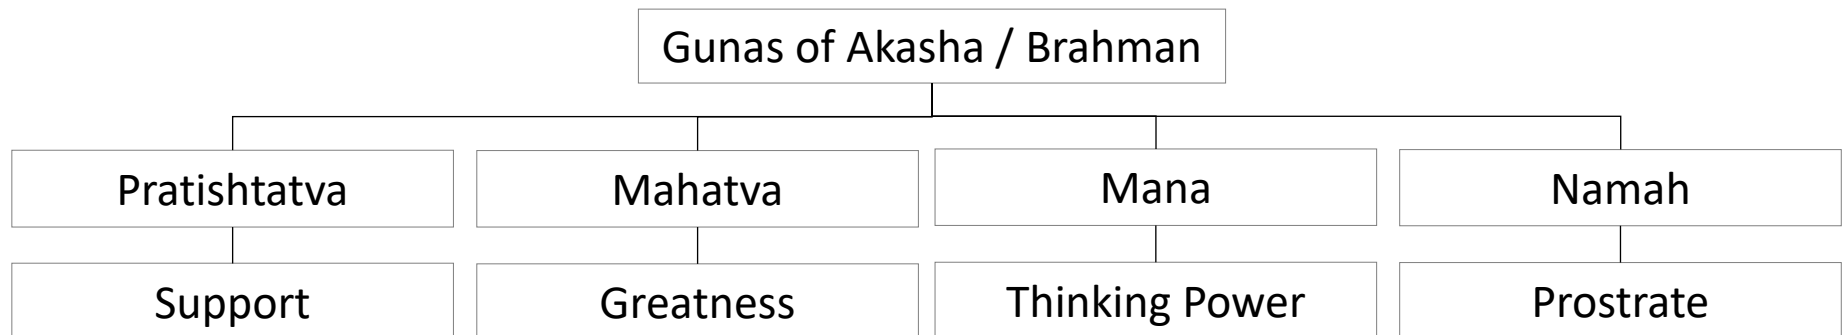 Gunas of Akasha / Brahman
Pratishtatva
Mahatva
Mana
Namah
Support
Greatness
Thinking Power
Prostrate